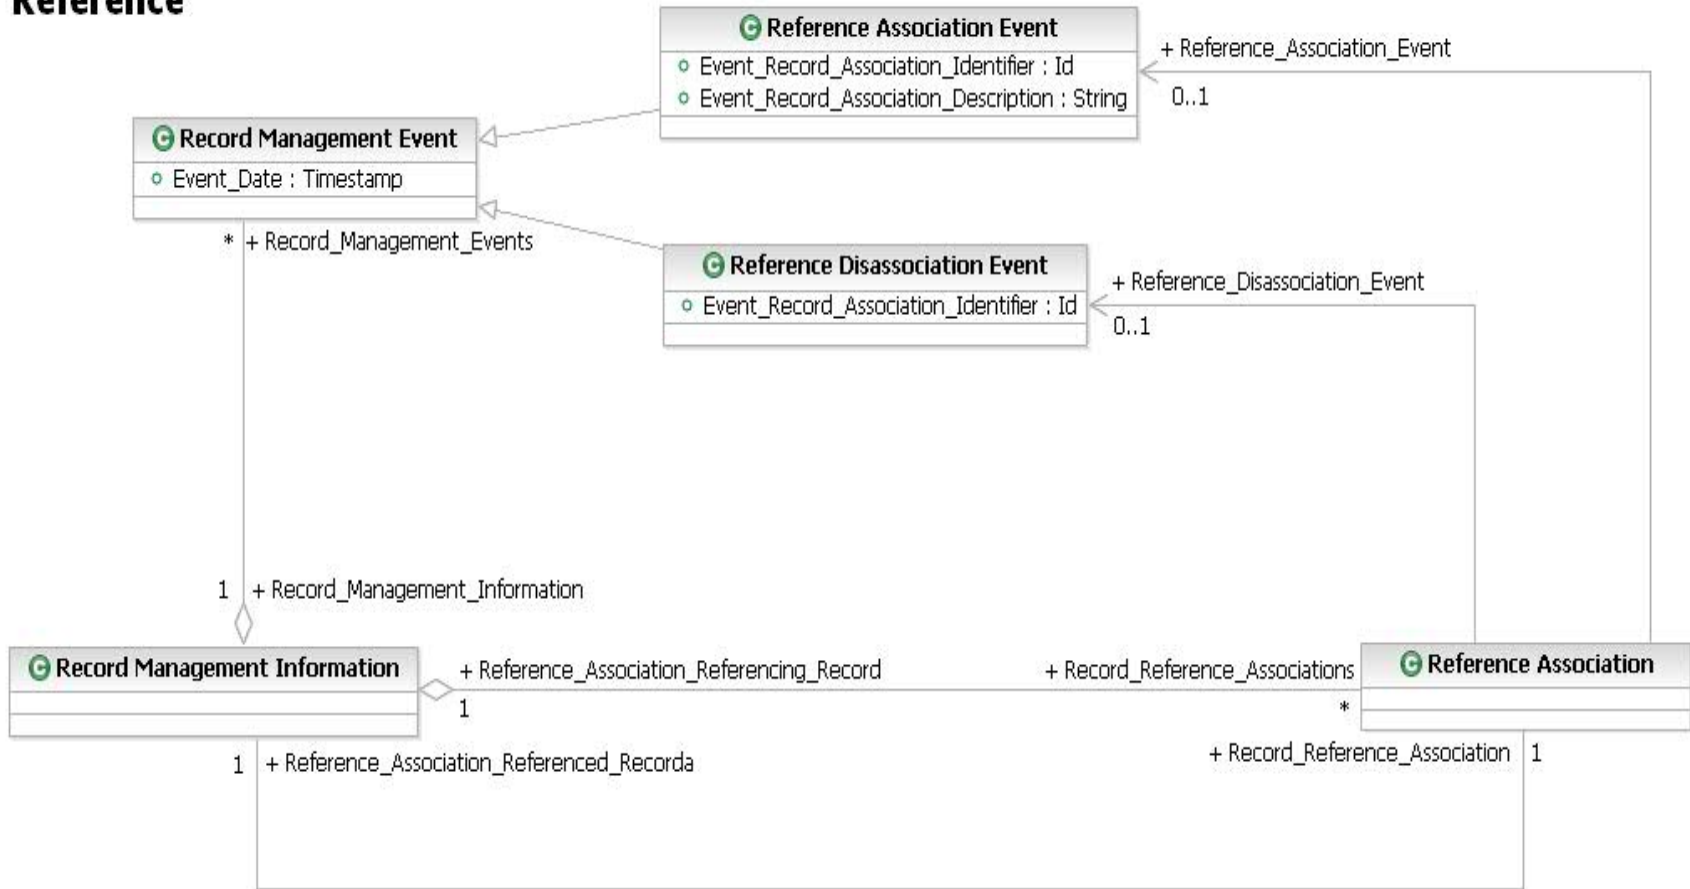 Reference
Reference Association Event
Event_Record_Association_Identifier : Id
Event_Record_Association_Description : String
+ Reference_Association_Event
0..1
Record Management Event
Event_Date : Timestamp
* + Record_Management_Events
Reference Disassociation Event
Event_Record_Association_Identifier : Id
+ Reference_Disassociation_Event
0..1
1 + Record_Management_Information
Record Management Information
+ Reference_Association_Referencing_Record
1
+ Record_Reference_Associations
*
Reference Association
1 + Reference_Association_Referenced_Recorda
+ Record_Reference_Association 1